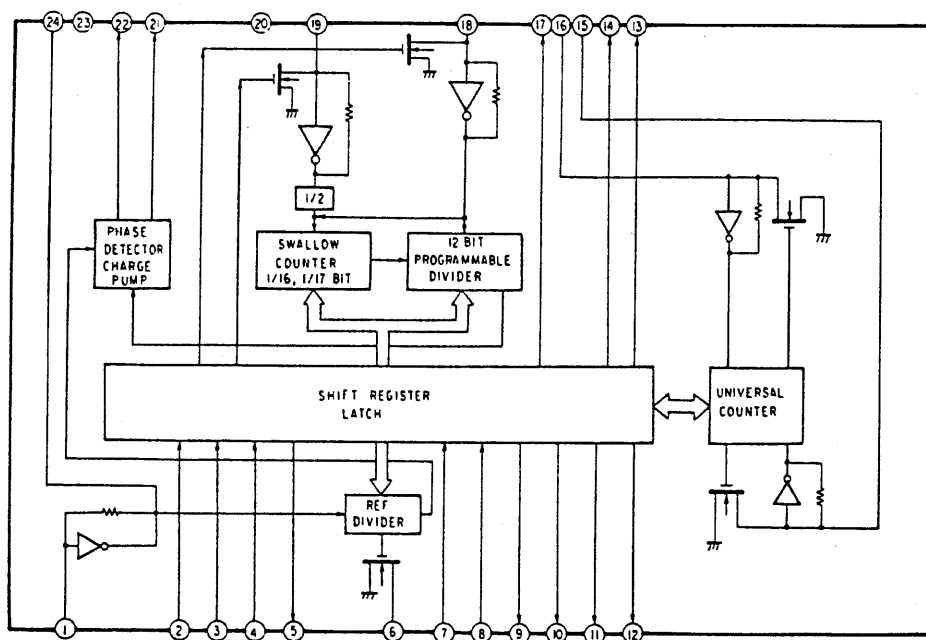 24 23 22 21 20 19 18 17 16 15 14 13
1/2
PHASE
DETECTOR
CHARGE
PUMP
SWALLOW
COUNTER
1/16, 1/17 BIT
12 BIT
PROGRAMMABLE
DIVIDER
SHIFT REGISTER
LATCH
UNIVERSAL
COUNTER
REF
DIVIDER
1 2 3 4 5 6 7 8 9 10 11 12